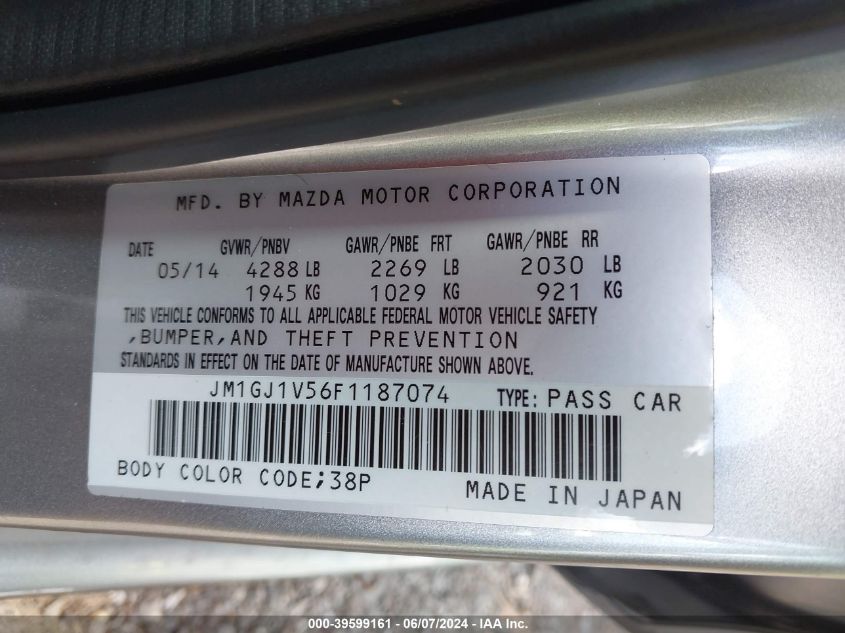 MFD. BY MAZDA MOTOR CORPORATION
DATE GVWR/PNBV GAWR/PNBE FRT GAWR/PNBE RR
05/14 4288 LB 2269 LB 2030 LB
1945 KG 1029 KG 921 KG
THIS VEHICLE CONFORMS TO ALL APPLICABLE FEDERAL MOTOR VEHICLE SAFETY
,BUMPER,AND THEFT PREVENTION
STANDARDS IN EFFECT ON THE DATE OF MANUFACTURE SHOWN ABOVE.
JM1GJ1V56F1187074 TYPE: PASS CAR
BODY COLOR CODE;38P
MADE IN JAPAN
000-39599161 - 06/07/2024 - IAA Inc.